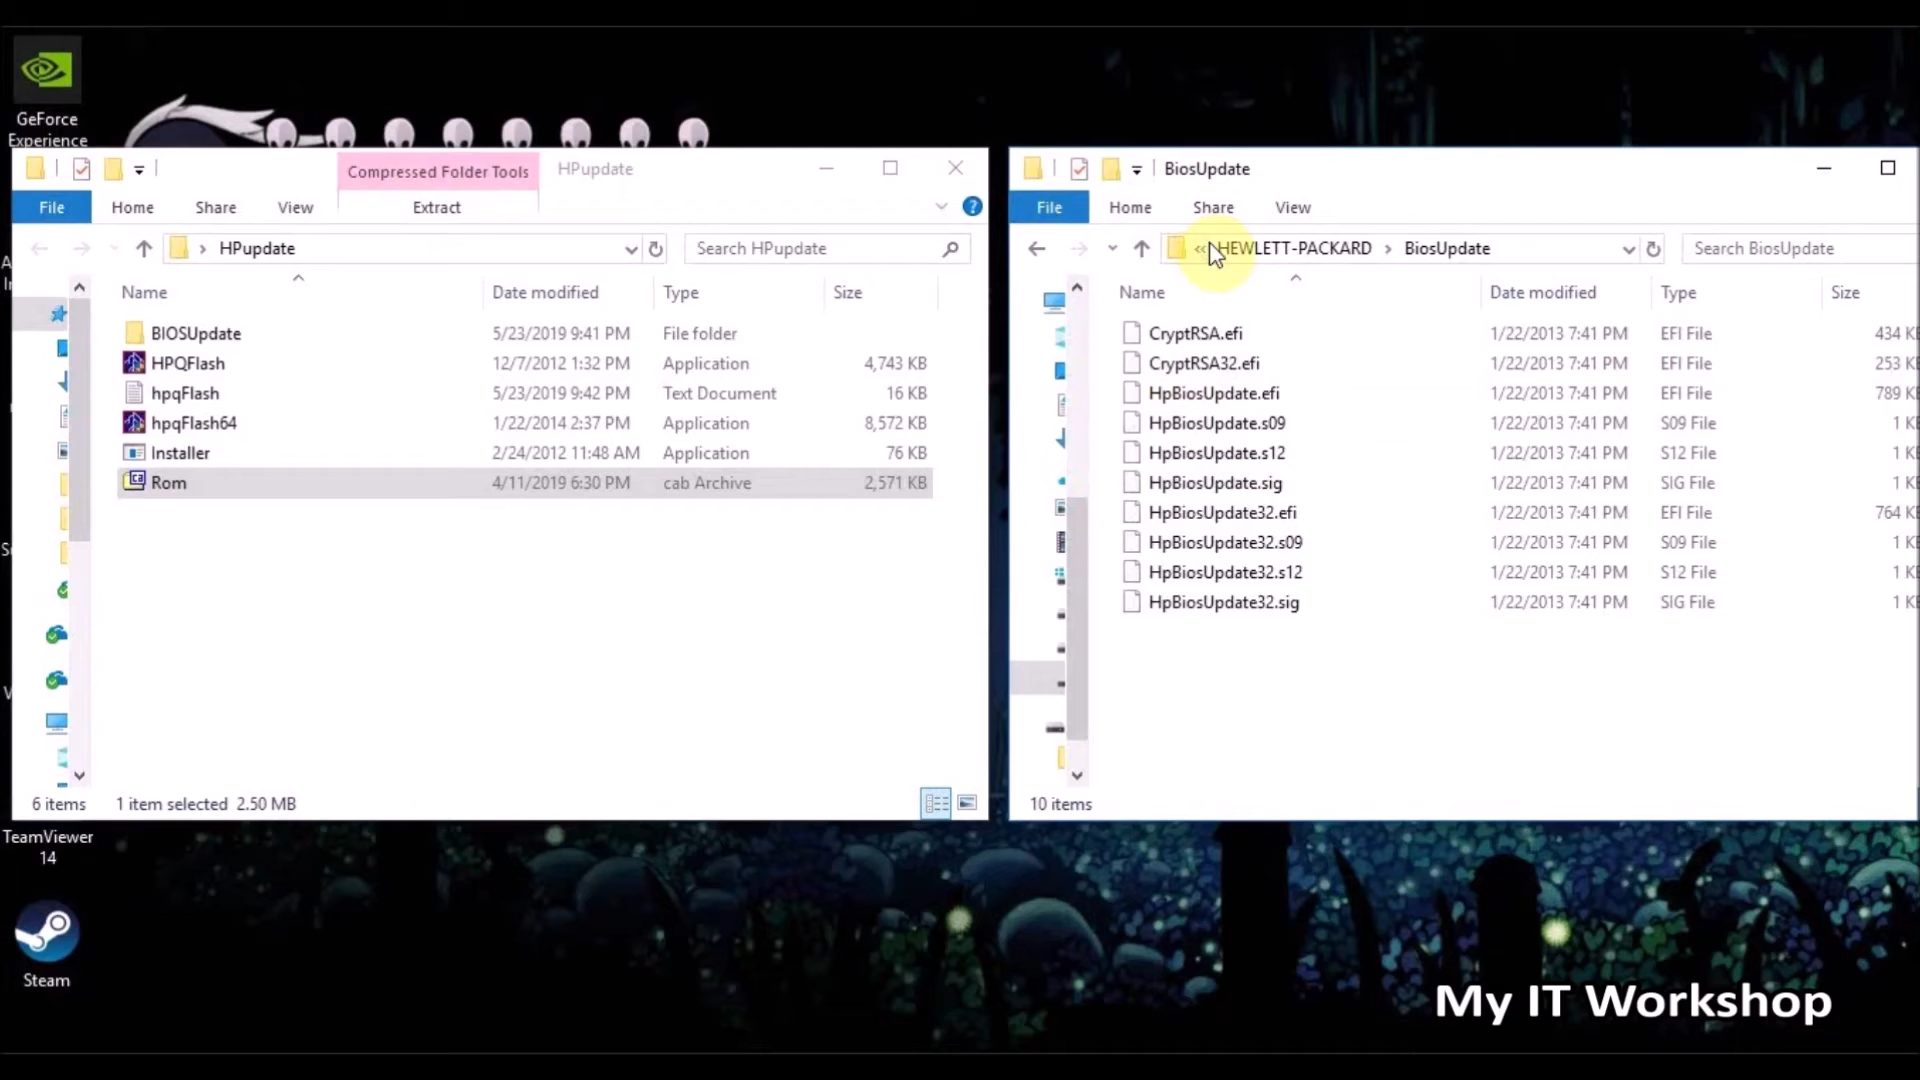 GeForce
Experience
Compressed Folder Tools
HPupdate
File
Home
Share
View
Extract
HPupdate
Search HPupdate
Name
Date modified
Type
Size
BIOSUpdate 5/23/2019 9:41 PM File folder
HPQFlash 12/7/2012 1:32 PM Application 4,743 KB
hpqFlash 5/23/2019 9:42 PM Text Document 16 KB
hpqFlash64 1/22/2014 2:37 PM Application 8,572 KB
Installer 2/24/2012 11:48 AM Application 76 KB
Rom 4/11/2019 6:30 PM cab Archive 2,571 KB
6 items 1 item selected 2.50 MB
BiosUpdate
File
Home
Share
View
« HEWLETT-PACKARD › BiosUpdate
Search BiosUpdate
Name
Date modified
Type
Size
CryptRSA.efi 1/22/2013 7:41 PM EFI File 434 K
CryptRSA32.efi 1/22/2013 7:41 PM EFI File 253 K
HpBiosUpdate.efi 1/22/2013 7:41 PM EFI File 789 K
HpBiosUpdate.s09 1/22/2013 7:41 PM S09 File 1 K
HpBiosUpdate.s12 1/22/2013 7:41 PM S12 File 1 K
HpBiosUpdate.sig 1/22/2013 7:41 PM SIG File 1 K
HpBiosUpdate32.efi 1/22/2013 7:41 PM EFI File 764 K
HpBiosUpdate32.s09 1/22/2013 7:41 PM S09 File 1 K
HpBiosUpdate32.s12 1/22/2013 7:41 PM S12 File 1 K
HpBiosUpdate32.sig 1/22/2013 7:41 PM SIG File 1 K
10 items
TeamViewer
14
Steam
My IT Workshop